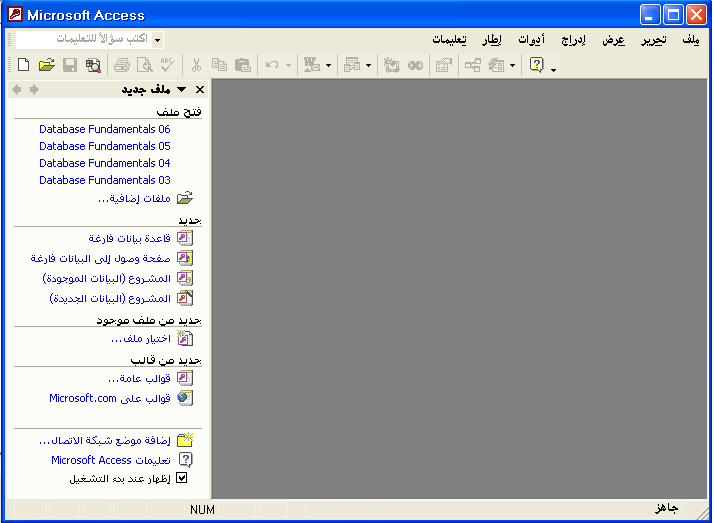 Microsoft Access
ملف تحرير عرض إدراج أدوات إطار تعليمات
اكتب سؤالاً للتعليمات
ملف جديد
فتح ملف
Database Fundamentals 06
Database Fundamentals 05
Database Fundamentals 04
Database Fundamentals 03
ملفات إضافية...
جديد
قاعدة بيانات فارغة
صفحة وصول إلى البيانات فارغة
المشروع (البيانات الموجودة)
المشروع (البيانات الجديدة)
جديد من ملف موجود
اختيار ملف...
جديد من قالب
قوالب عامة...
قوالب على Microsoft.com
إضافة موضع شبكة الاتصال...
تعليمات Microsoft Access
إظهار عند بدء التشغيل
جاهز
NUM